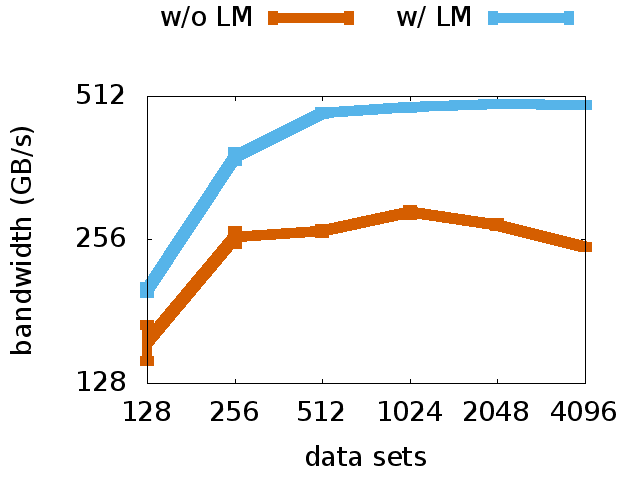 w/o LM
w/ LM
512
256
128
bandwidth (GB/s)
128 256 512 1024 2048 4096
data sets